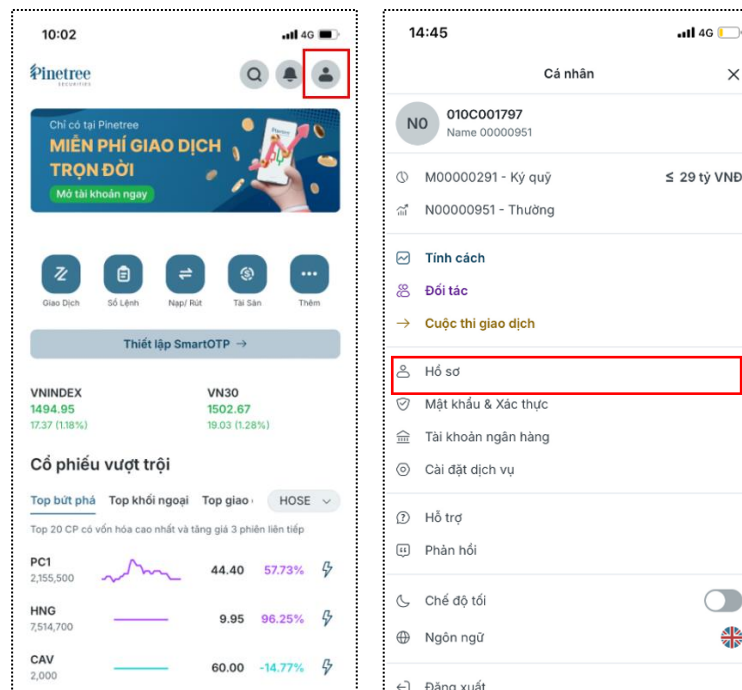 10:02
4G
Pinetree
SECURITIES
Chỉ có tại Pinetree
MIỄN PHÍ GIAO DỊCH
TRỌN ĐỜI
Mở tài khoản ngay
Giao Dịch
Sổ Lệnh
Nạp/ Rút
Tài Sản
Thêm
Thiết lập SmartOTP →
VNINDEX
1494.95
17.37 (1.18%)
VN30
1502.67
19.03 (1.28%)
Cổ phiếu vượt trội
Top bứt phá Top khối ngoại Top giao HOSE
Top 20 CP có vốn hóa cao nhất và tăng giá 3 phiên liên tiếp
PC1
2,155,500
44.40 57.73%
HNG
7,514,700
9.95 96.25%
CAV
2,000
60.00 -14.77%
14:45
4G
Cá nhân
N0
010C001797
Name 00000951
M00000291 - Ký quỹ ≤ 29 tỷ VNĐ
N00000951 - Thường
Tính cách
Đối tác
Cuộc thi giao dịch
Hồ sơ
Mật khẩu & Xác thực
Tài khoản ngân hàng
Cài đặt dịch vụ
Hỗ trợ
Phản hồi
Chế độ tối
Ngôn ngữ
Đăng xuất